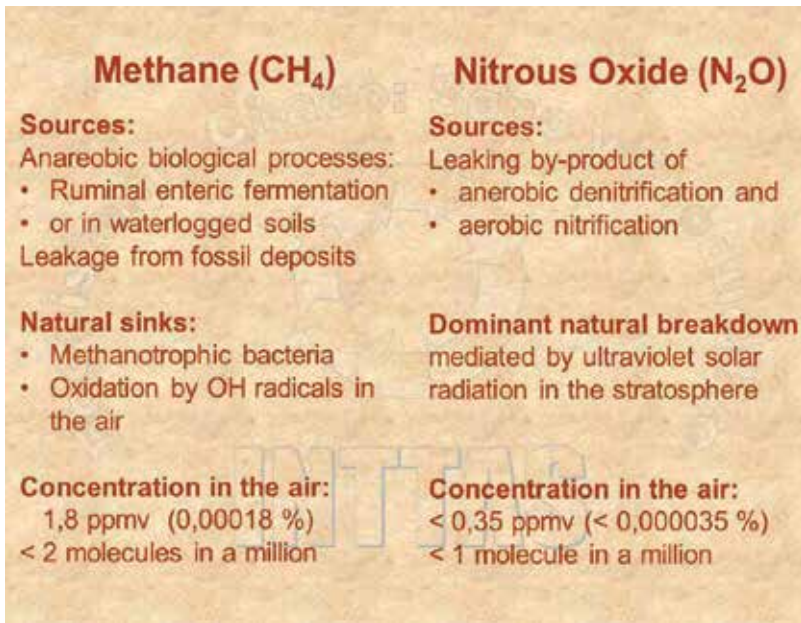 Methane (CH₄)
Sources:
Anareobic biological processes:
• Ruminal enteric fermentation
• or in waterlogged soils
Leakage from fossil deposits
Natural sinks:
• Methanotrophic bacteria
• Oxidation by OH radicals in
the air
Concentration in the air:
1,8 ppmv (0,00018 %)
< 2 molecules in a million
Nitrous Oxide (N₂O)
Sources:
Leaking by-product of
• anerobic denitrification and
• aerobic nitrification
Dominant natural breakdown
mediated by ultraviolet solar
radiation in the stratosphere
Concentration in the air:
< 0,35 ppmv (< 0,000035 %)
< 1 molecule in a million